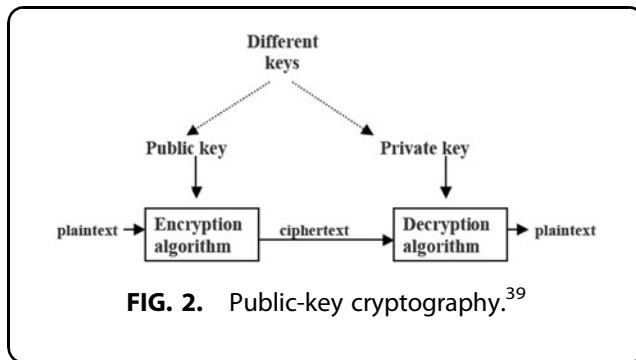 Different
keys
Public key
Private key
plaintext
Encryption
algorithm
ciphertext
Decryption
algorithm
plaintext
FIG. 2. Public-key cryptography.39